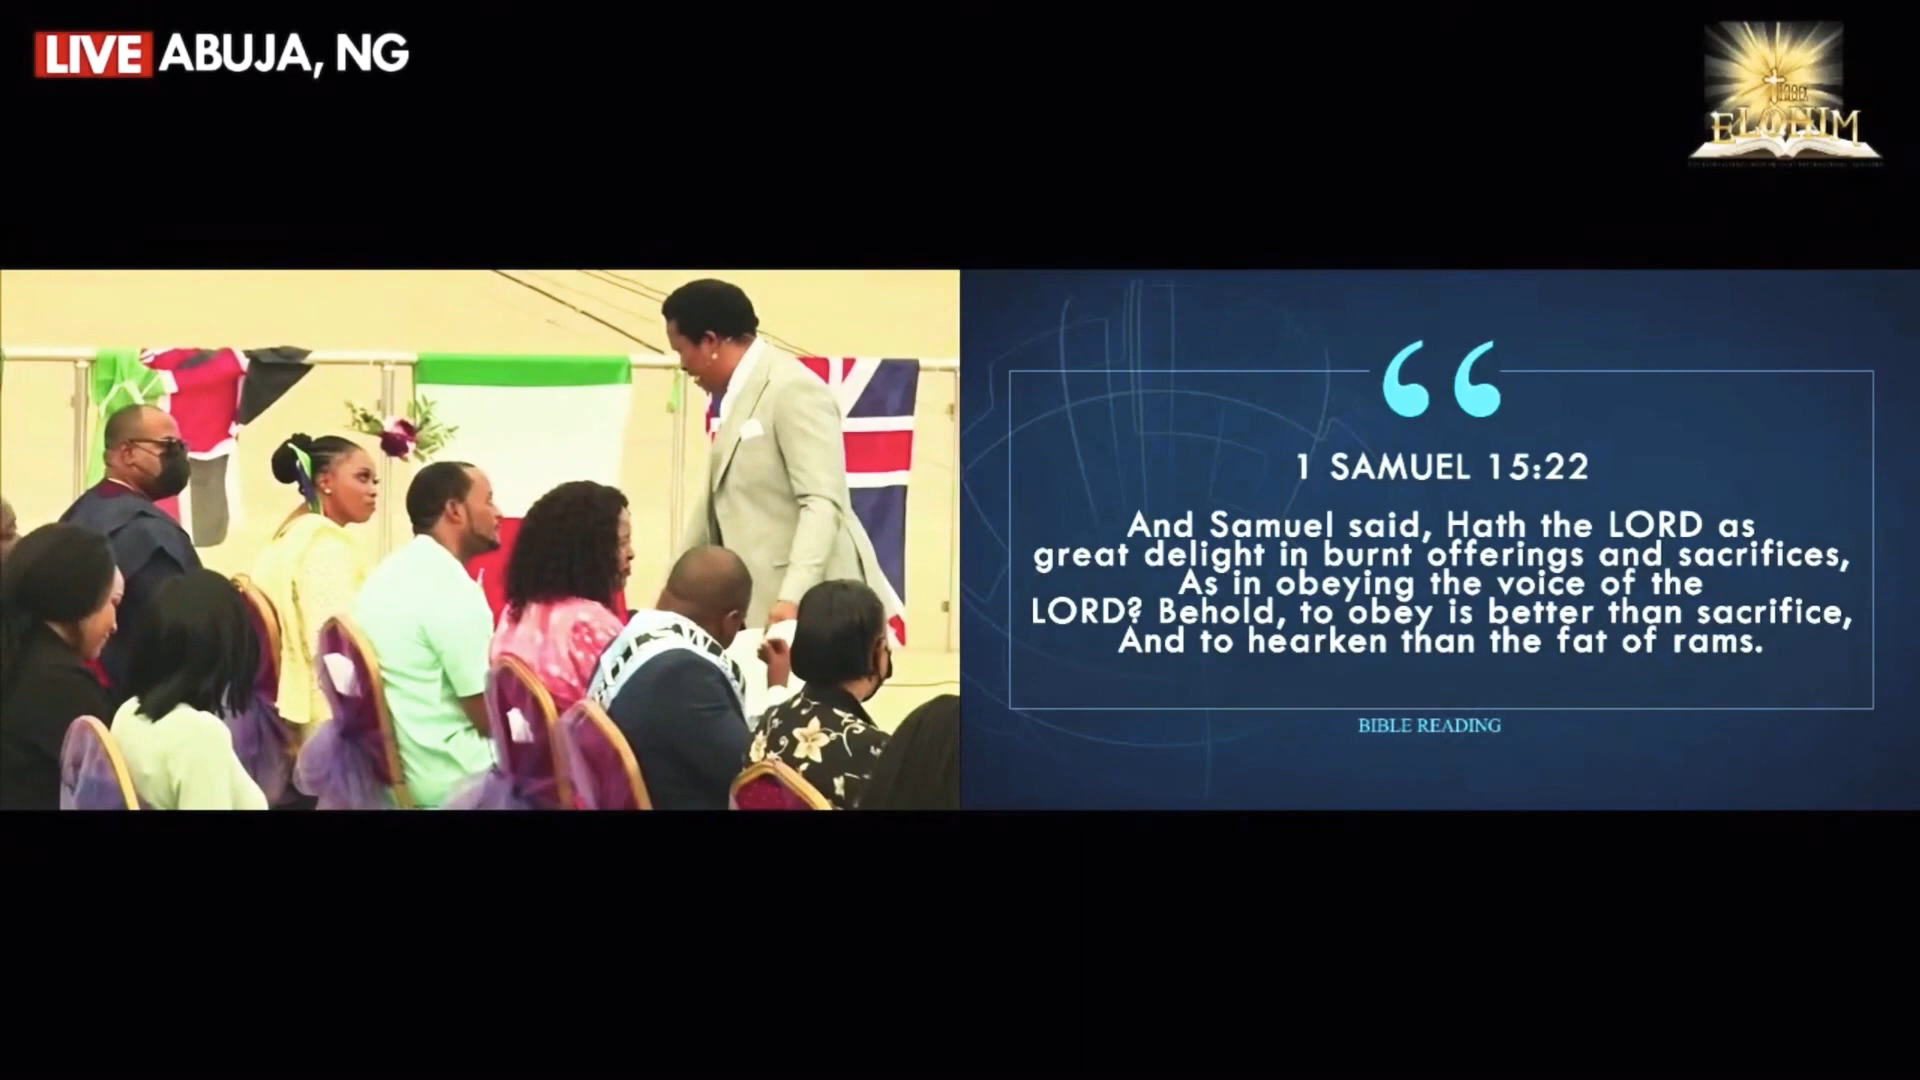 LIVE ABUJA, NG
ELOHIM
1 SAMUEL 15:22
And Samuel said, Hath the LORD as
great delight in burnt offerings and sacrifices,
As in obeying the voice of the
LORD? Behold, to obey is better than sacrifice,
And to hearken than the fat of rams.
BIBLE READING